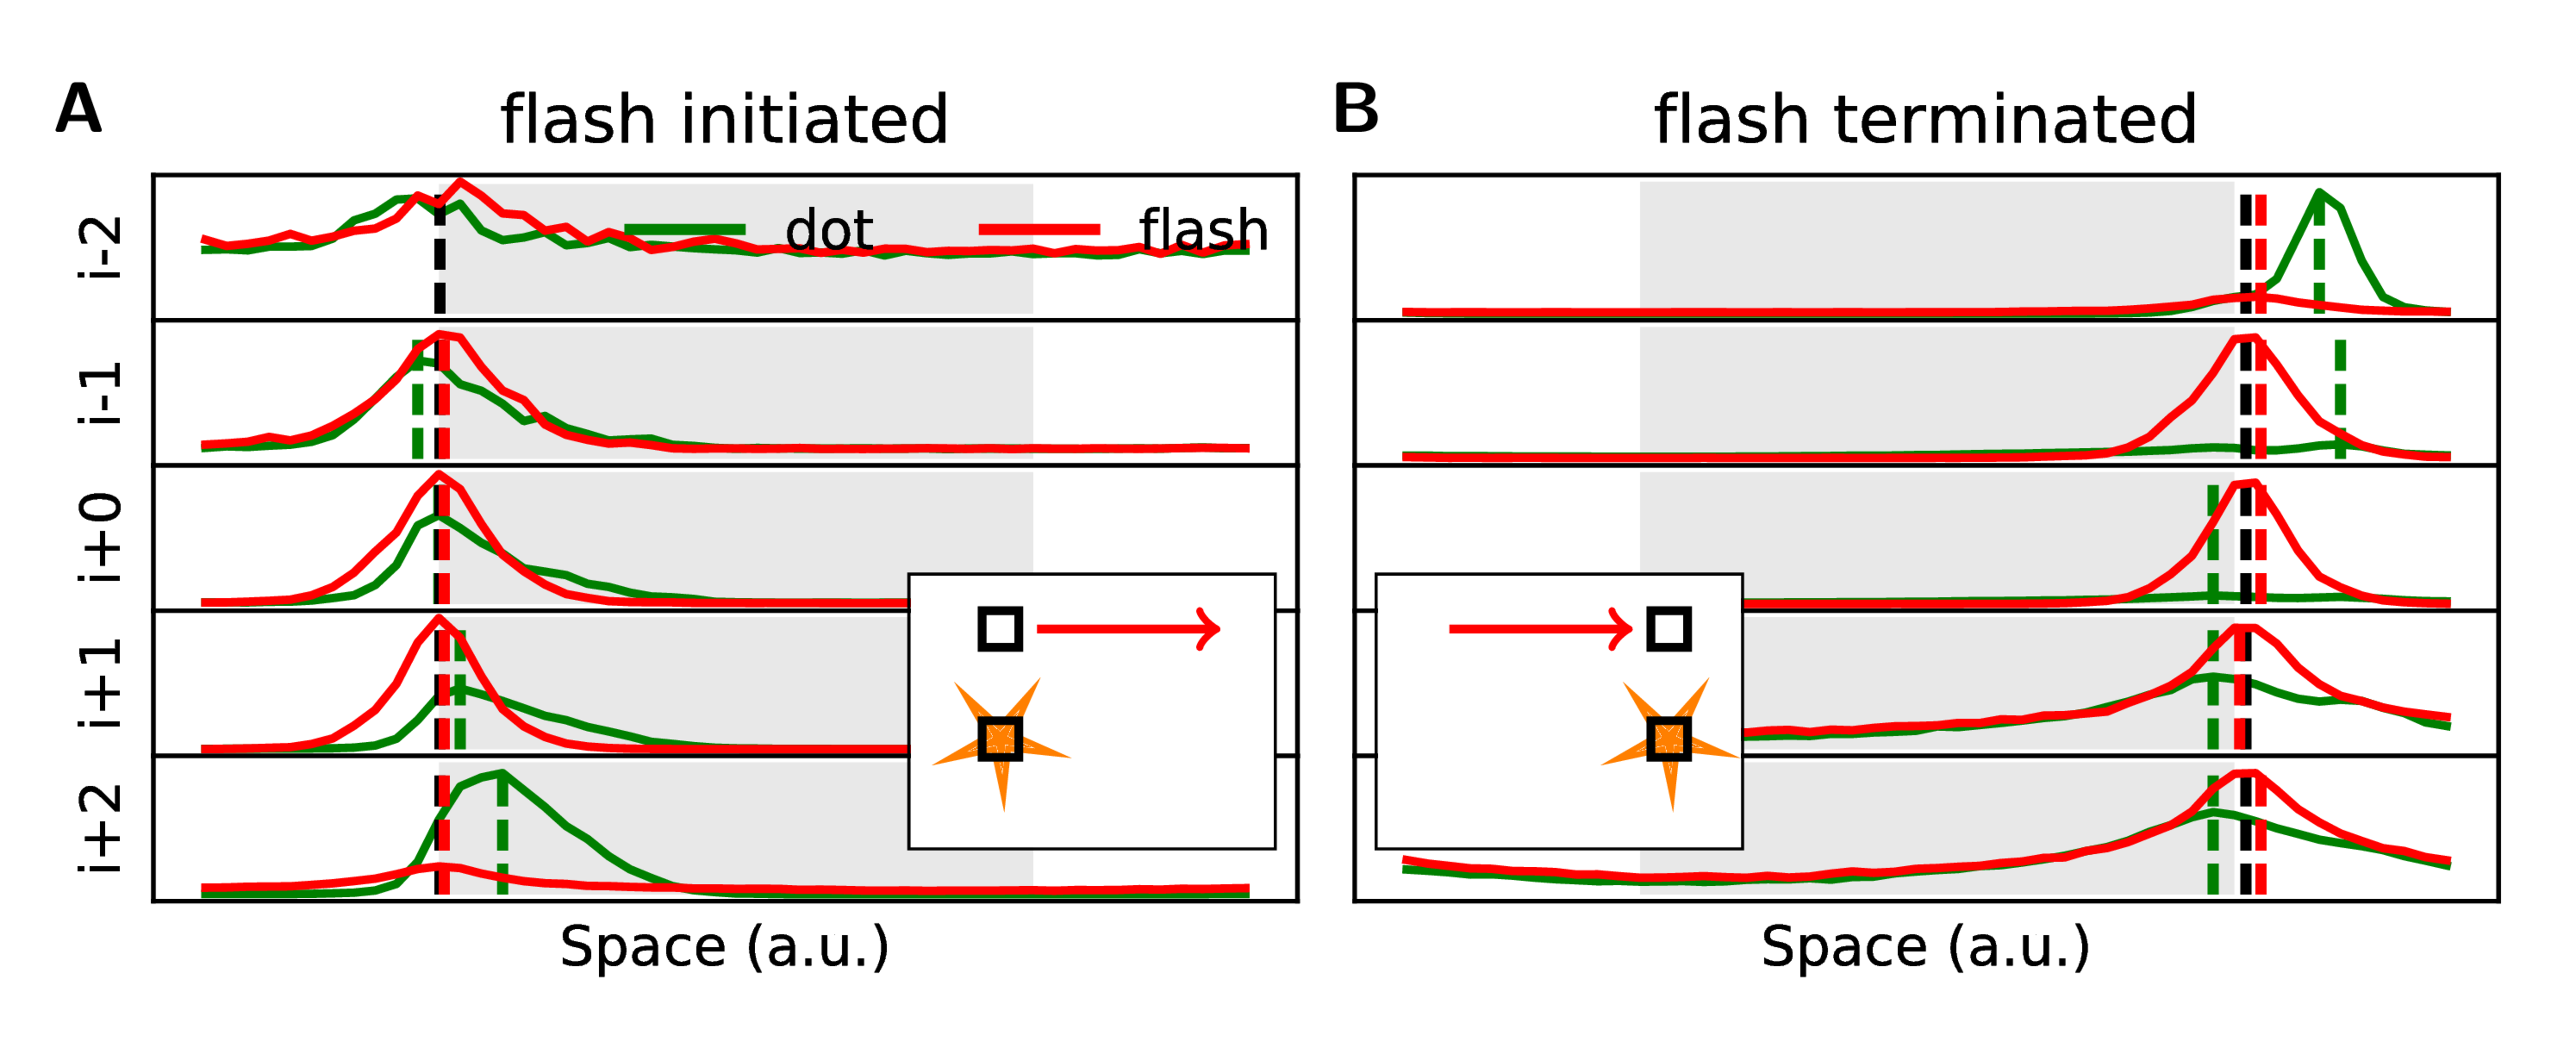 A
flash initiated
i-2
dot
flash
i-1
i+0
i+1
i+2
Space (a.u.)
B
flash terminated
Space (a.u.)